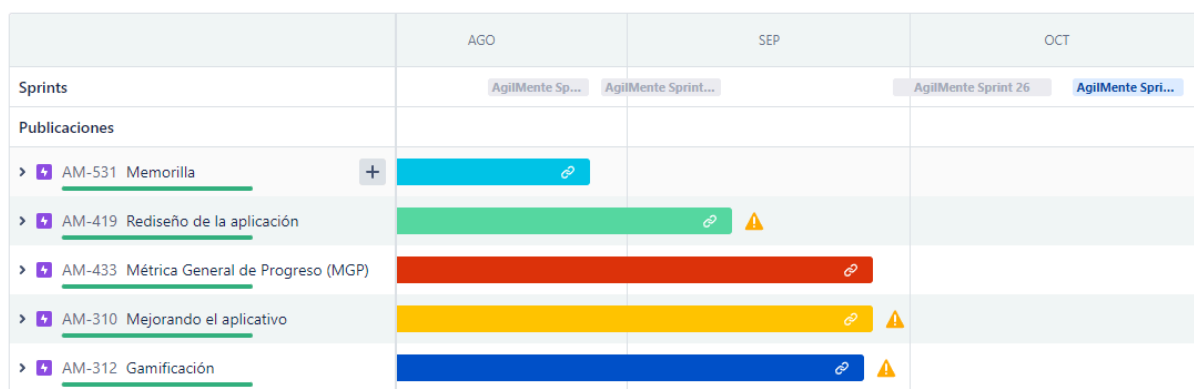 AGO SEP OCT
Sprints AgilMente Sp... AgilMente Sprint... AgilMente Sprint 26 AgilMente Spri...
Publicaciones
AM-531 Memorilla +
AM-419 Rediseño de la aplicación
AM-433 Métrica General de Progreso (MGP)
AM-310 Mejorando el aplicativo
AM-312 Gamificación